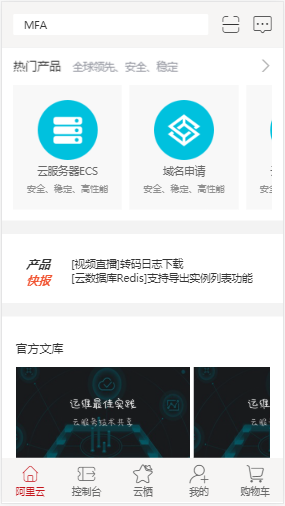 MFA
热门产品 全球领先、安全、稳定
云服务器ECS 域名申请
安全、稳定、高性能 安全、稳定、高性能 安
产品 [视频直播]转码日志下载
快报 [云数据库Redis]支持导出实例列表功能
官方文库
运维最佳实践 运维最
云服务技术共享 云服务
阿里云 控制台 云栖 我的 购物车